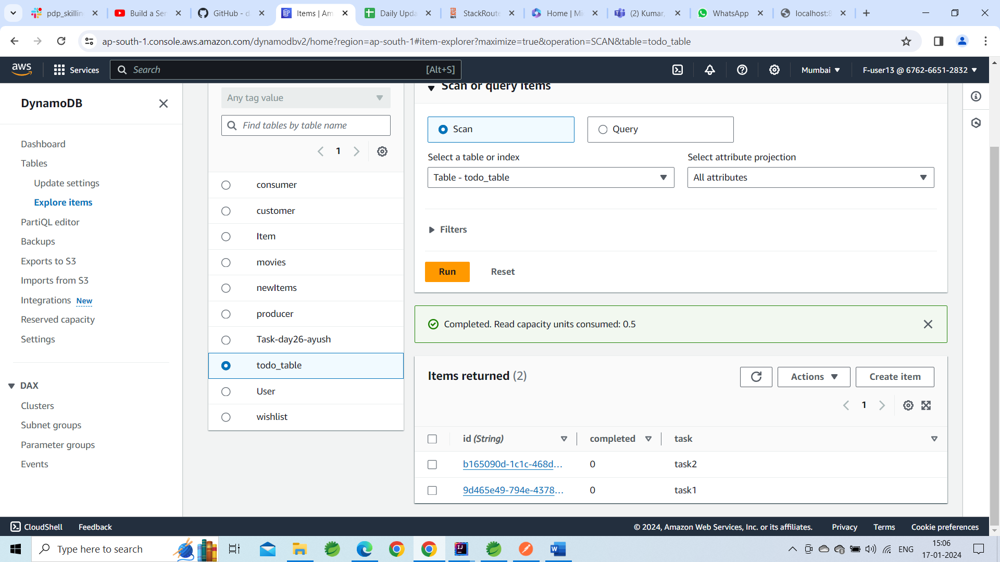 pdp_skillin
Build a Ser
GitHub - d
Items | Am
Daily Upda
StackRoute
Home | Mi
(2) Kumar,
WhatsApp
localhost:8
ap-south-1.console.aws.amazon.com/dynamodbv2/home?region=ap-south-1#item-explorer?maximize=true&operation=SCAN&table=todo_table
aws
Services
Search
[Alt+S]
Mumbai
F-user13 @ 6762-6651-2832
DynamoDB
Dashboard
Tables
Update settings
Explore items
PartiQL editor
Backups
Exports to S3
Imports from S3
Integrations New
Reserved capacity
Settings
DAX
Clusters
Subnet groups
Parameter groups
Events
Any tag value
Find tables by table name
1
consumer
customer
Item
movies
newItems
producer
Task-day26-ayush
todo_table
User
wishlist
Scan or query items
Scan
Query
Select a table or index
Select attribute projection
Table - todo_table
All attributes
Filters
Run
Reset
Completed. Read capacity units consumed: 0.5
Items returned (2)
Actions
Create item
1
id (String)
completed
task
b165090d-1c1c-468d...
0
task2
9d465e49-794e-4378...
0
task1
CloudShell
Feedback
© 2024, Amazon Web Services, Inc. or its affiliates.
Privacy
Terms
Cookie preferences
Type here to search
ENG
15:06
17-01-2024